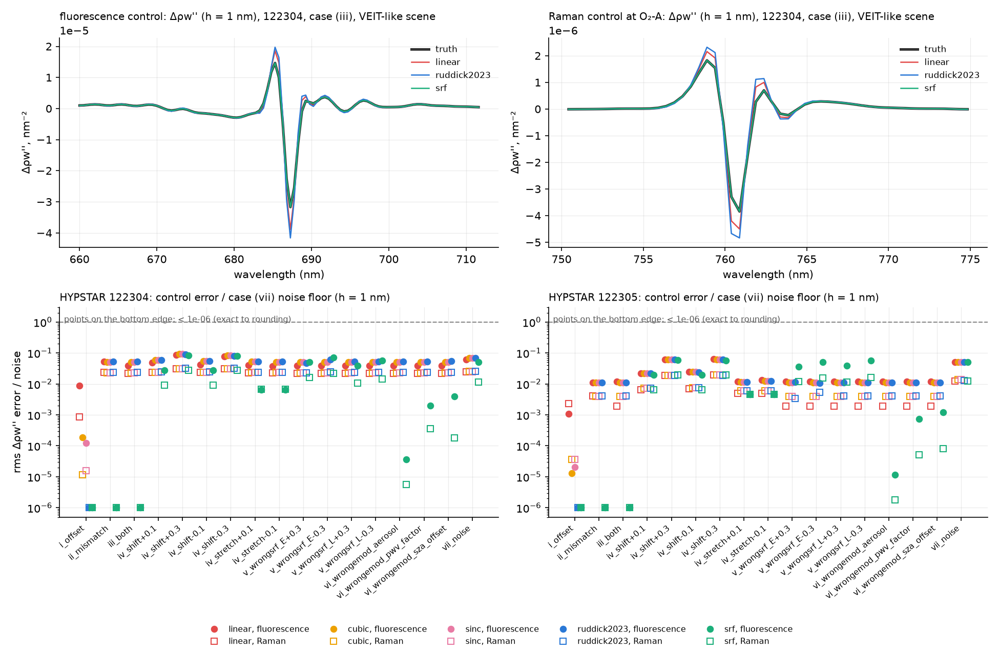 fluorescence control: Δρw'' (h = 1 nm), 122304, case (iii), VEIT-like scene
1e−5
truth
linear
ruddick2023
srf
2
1
0
−1
−2
−3
−4
Δρw'', nm⁻²
660 670 680 690 700 710
wavelength (nm)
Raman control at O₂-A: Δρw'' (h = 1 nm), 122304, case (iii), VEIT-like scene
1e−6
truth
linear
ruddick2023
srf
2
1
0
−1
−2
−3
−4
−5
Δρw'', nm⁻²
750 755 760 765 770 775
wavelength (nm)
HYPSTAR 122304: control error / case (vii) noise floor (h = 1 nm)
points on the bottom edge: < 1e-06 (exact to rounding)
10⁰
10⁻¹
10⁻²
10⁻³
10⁻⁴
10⁻⁵
10⁻⁶
rms Δρw'' error / noise
i_offset
ii_mismatch
iii_both
iv_shift+0.1
iv_shift+0.3
iv_shift-0.1
iv_shift-0.3
iv_stretch+0.1
iv_stretch-0.1
v_wrongsrf_E+0.3
v_wrongsrf_E-0.3
v_wrongsrf_L+0.3
v_wrongsrf_L-0.3
vi_wrongemod_aerosol
vi_wrongemod_pwv_factor
vi_wrongemod_sza_offset
vii_noise
HYPSTAR 122305: control error / case (vii) noise floor (h = 1 nm)
points on the bottom edge: < 1e-06 (exact to rounding)
10⁰
10⁻¹
10⁻²
10⁻³
10⁻⁴
10⁻⁵
10⁻⁶
i_offset
ii_mismatch
iii_both
iv_shift+0.1
iv_shift+0.3
iv_shift-0.1
iv_shift-0.3
iv_stretch+0.1
iv_stretch-0.1
v_wrongsrf_E+0.3
v_wrongsrf_E-0.3
v_wrongsrf_L+0.3
v_wrongsrf_L-0.3
vi_wrongemod_aerosol
vi_wrongemod_pwv_factor
vi_wrongemod_sza_offset
vii_noise
linear, fluorescence cubic, fluorescence sinc, fluorescence ruddick2023, fluorescence srf, fluorescence
linear, Raman cubic, Raman sinc, Raman ruddick2023, Raman srf, Raman